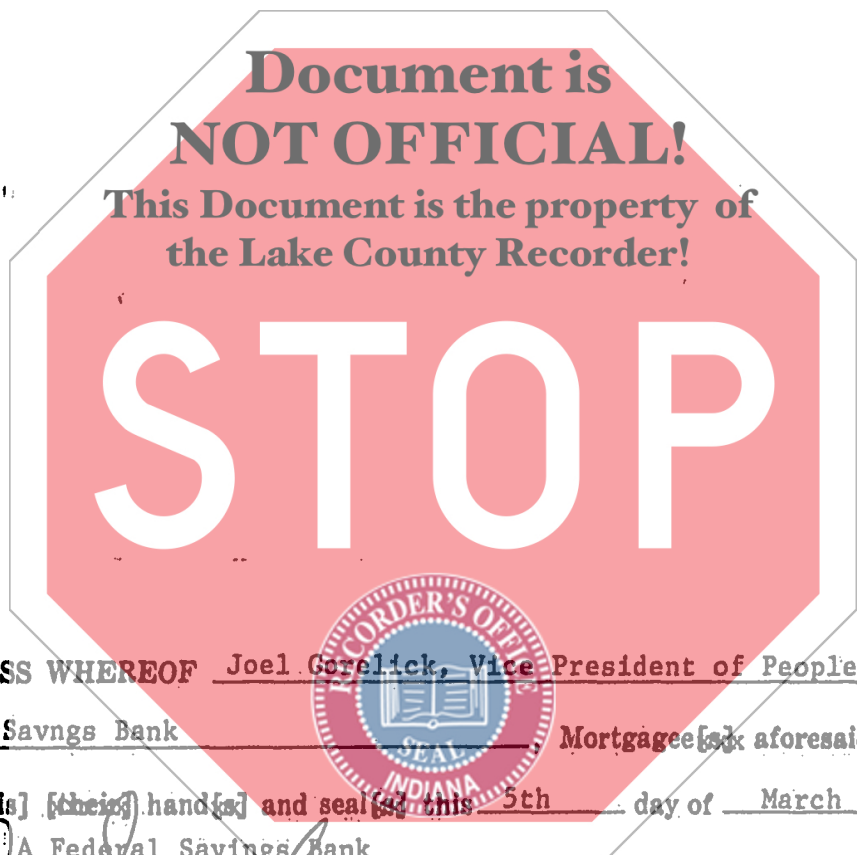 Document is
NOT OFFICIAL!
This Document is the property of
the Lake County Recorder!
STOP
RECORDER'S OFFICE
SEAL
INDIANA
SS WHEREOF Joel Gorelick, Vice President of People
Savngs Bank, Mortgagee[s] aforesai
s] [their] hand[s] and seal[s] this 5th day of March
A Federal Savings Bank